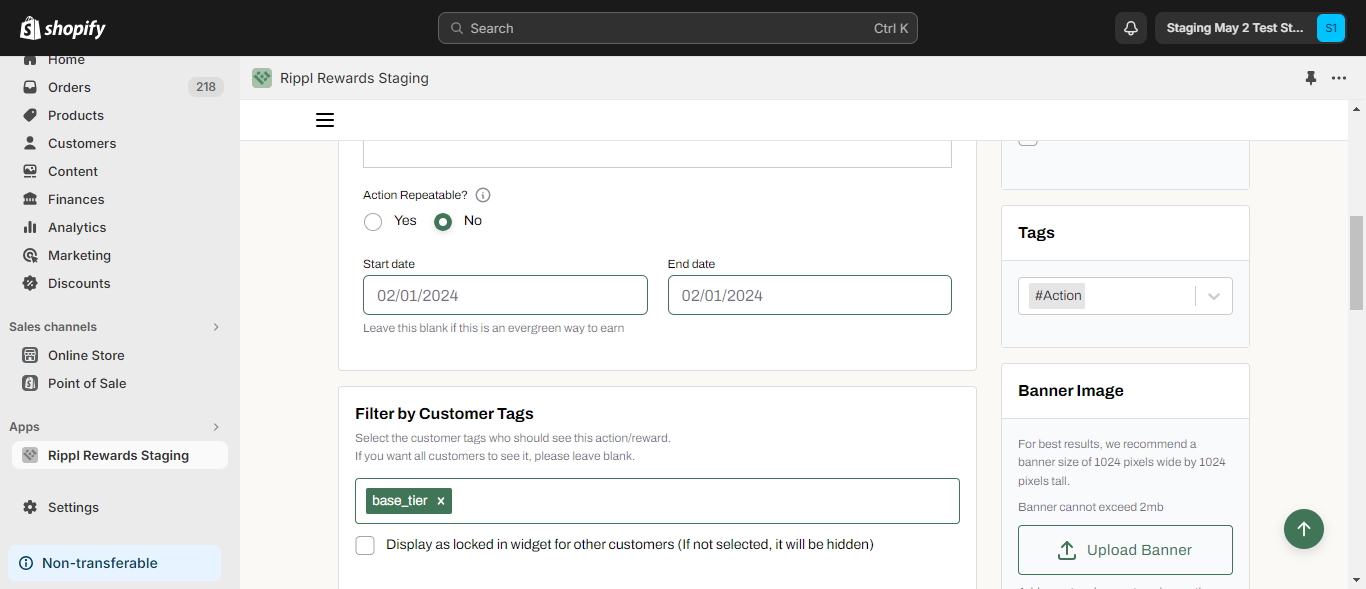 shopify
Search
Ctrl K
Staging May 2 Test St...
S1
Home
Orders
218
Products
Customers
Content
Finances
Analytics
Marketing
Discounts
Sales channels
Online Store
Point of Sale
Apps
Rippl Rewards Staging
Settings
Non-transferable
Rippl Rewards Staging
Action Repeatable?
Yes
No
Start date
End date
02/01/2024
02/01/2024
Leave this blank if this is an evergreen way to earn
Filter by Customer Tags
Select the customer tags who should see this action/reward.
If you want all customers to see it, please leave blank.
base_tier x
Display as locked in widget for other customers (If not selected, it will be hidden)
Tags
#Action
Banner Image
For best results, we recommend a
banner size of 1024 pixels wide by 1024
pixels tall.
Banner cannot exceed 2mb
Upload Banner